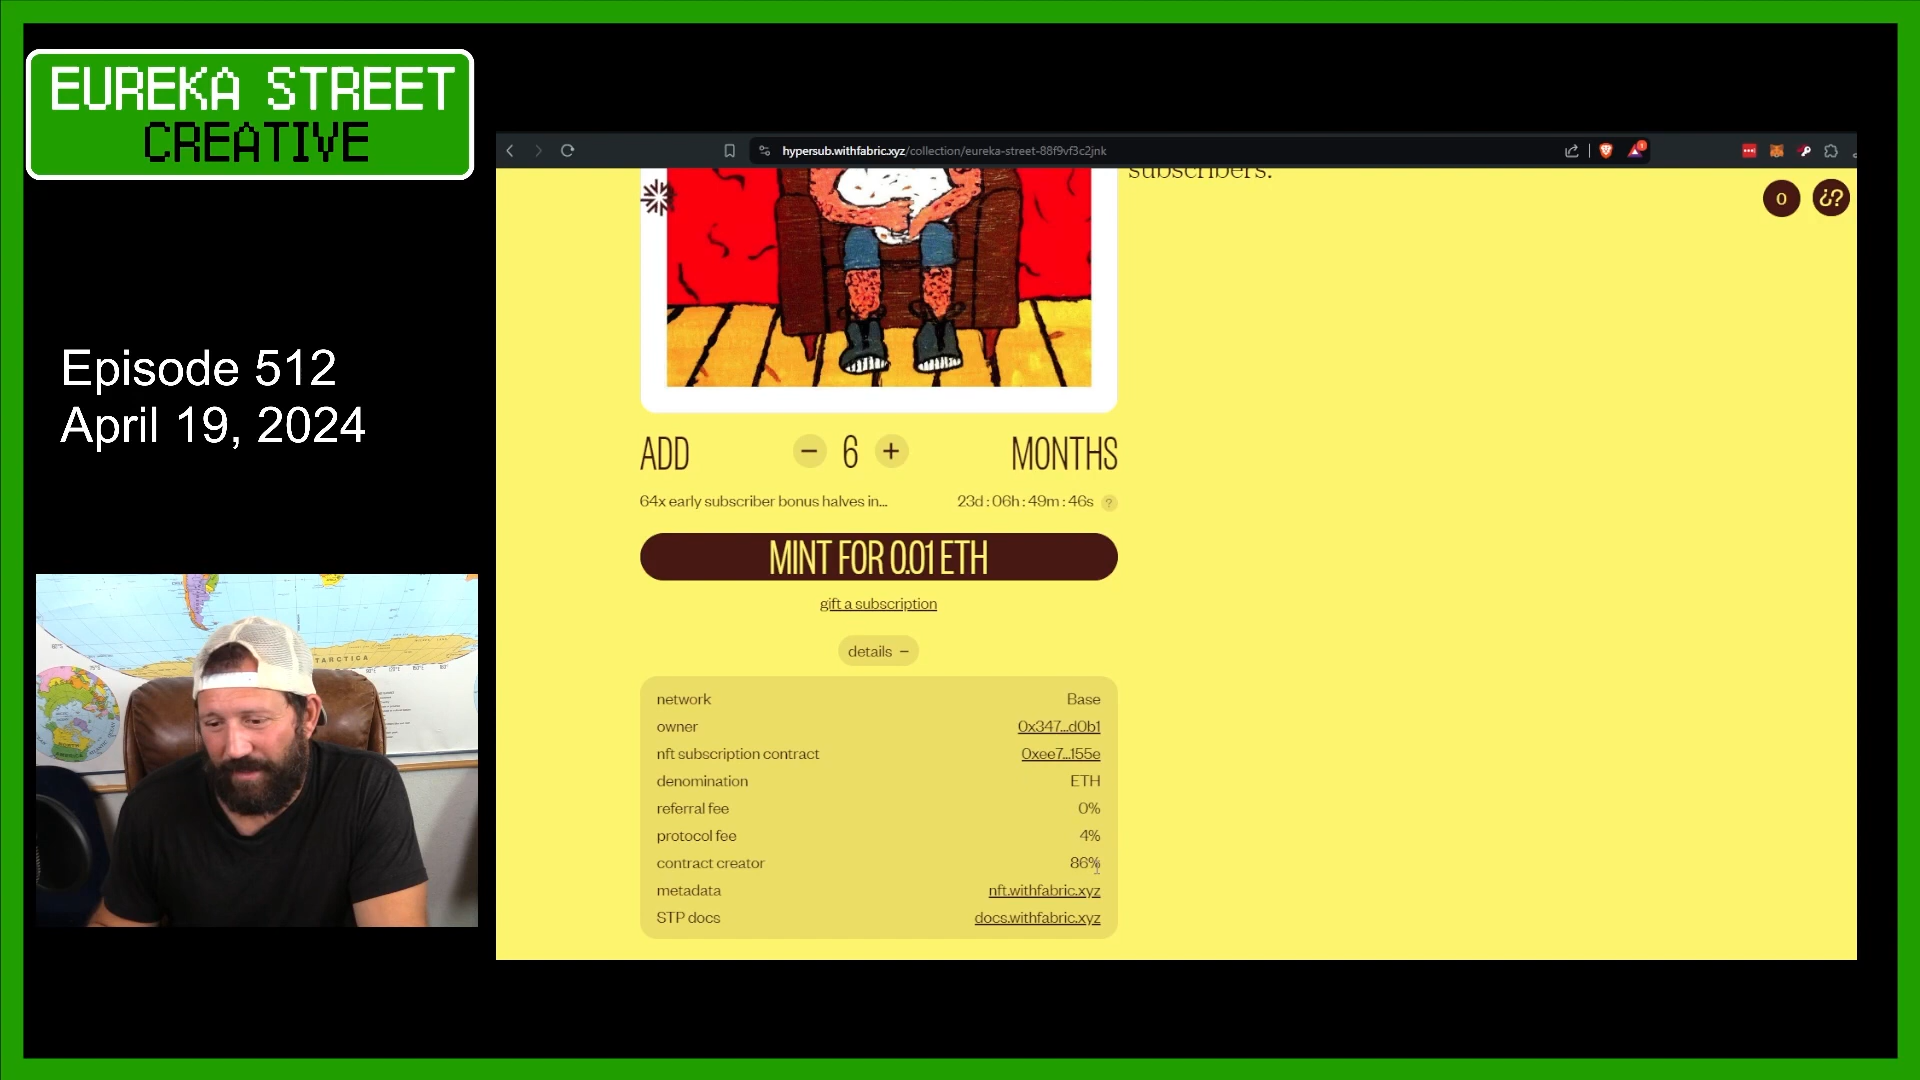 EUREKA STREET
CREATIVE
Episode 512
April 19, 2024
hypersub.withfabric.xyz/collection/eureka-street-88f9vf3c2jnk
subscribers.
0
¿?
ADD − 6 + MONTHS
64x early subscriber bonus halves in... 23d : 06h : 49m : 46s ?
MINT FOR 0.01 ETH
gift a subscription
details −
network Base
owner 0x347...d0b1
nft subscription contract 0xee7...155e
denomination ETH
referral fee 0%
protocol fee 4%
contract creator 86%
metadata nft.withfabric.xyz
STP docs docs.withfabric.xyz
ANTARCTICA